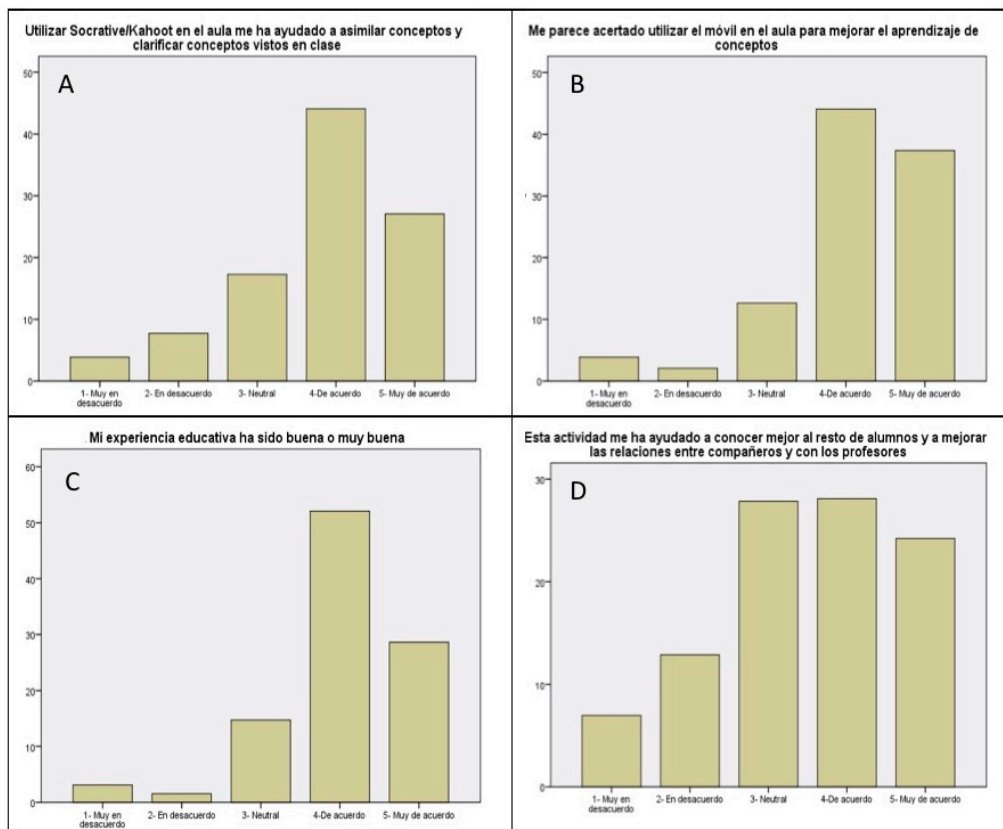 Utilizar Socrative/Kahoot en el aula me ha ayudado a asimilar conceptos y
clarificar conceptos vistos en clase
A
50
40
30
20
10
0
1- Muy en
desacuerdo
2- En desacuerdo
3- Neutral
4-De acuerdo
5- Muy de acuerdo
Me parece acertado utilizar el móvil en el aula para mejorar el aprendizaje de
conceptos
B
50
40
30
20
10
0
1- Muy en
desacuerdo
2- En desacuerdo
3- Neutral
4-De acuerdo
5- Muy de acuerdo
Mi experiencia educativa ha sido buena o muy buena
C
60
50
40
30
20
10
0
1- Muy en
desacuerdo
2- En desacuerdo
3- Neutral
4-De acuerdo
5- Muy de acuerdo
Esta actividad me ha ayudado a conocer mejor al resto de alumnos y a mejorar
las relaciones entre compañeros y con los profesores
D
30
20
10
0
1- Muy en
desacuerdo
2- En desacuerdo
3- Neutral
4-De acuerdo
5- Muy de acuerdo